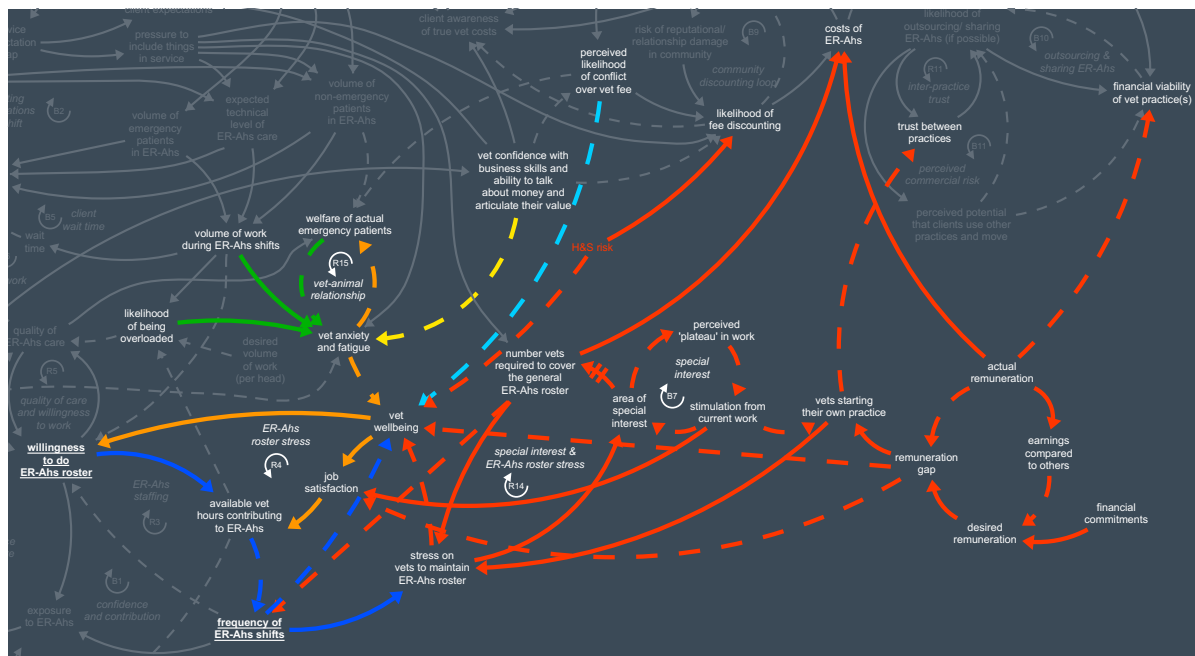 client expectations
pressure to
include things
in service
client awareness
of true vet costs
perceived
likelihood
of conflict
over vet fee
risk of reputational/
relationship damage
in community
B9
community
discounting loop
costs of
ER-Ahs
likelihood of
outsourcing/ sharing
ER-Ahs (if possible)
B10
outsourcing &
sharing ER-Ahs
R11
inter-practice
trust
financial viability
of vet practice(s)
B2
volume of
emergency
patients
in ER-Ahs
expected
technical
level of
ER-Ahs care
volume of
non-emergency
patients
in ER-Ahs
likelihood of
fee discounting
trust between
practices
B11
perceived
commercial risk
perceived potential
that clients use other
practices and move
vet confidence with
business skills and
ability to talk
about money and
articulate their value
B5
client
wait time
wait
time
volume of work
during ER-Ahs shifts
welfare of actual
emergency patients
R15
vet-animal
relationship
H&S risk
likelihood
of being
overloaded
vet anxiety
and fatigue
quality of
ER-Ahs care
R5
quality of care
and willingness
to work
desired
volume
of work
(per head)
number vets
required to cover
the general
ER-Ahs roster
perceived
'plateau' in work
special
interest
B7
area of
special
interest
stimulation from
current work
vets starting
their own practice
actual
remuneration
vet
wellbeing
ER-Ahs
roster stress
R4
willingness
to do
ER-Ahs roster
special interest &
ER-Ahs roster stress
R14
remuneration
gap
earnings
compared
to others
job
satisfaction
ER-Ahs
staffing
R3
available vet
hours contributing
to ER-Ahs
financial
commitments
desired
remuneration
stress on
vets to maintain
ER-Ahs roster
B1
confidence
and contribution
exposure
to ER-Ahs
frequency of
ER-Ahs shifts